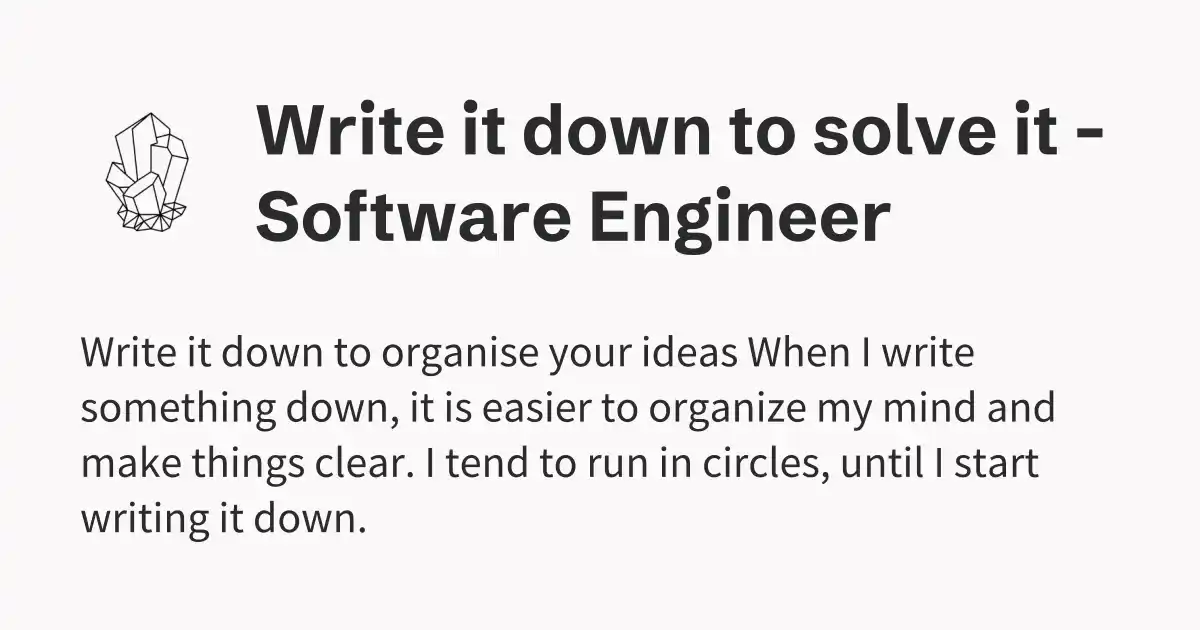 Write it down to solve it -
Software Engineer
Write it down to organise your ideas When I write
something down, it is easier to organize my mind and
make things clear. I tend to run in circles, until I start
writing it down.